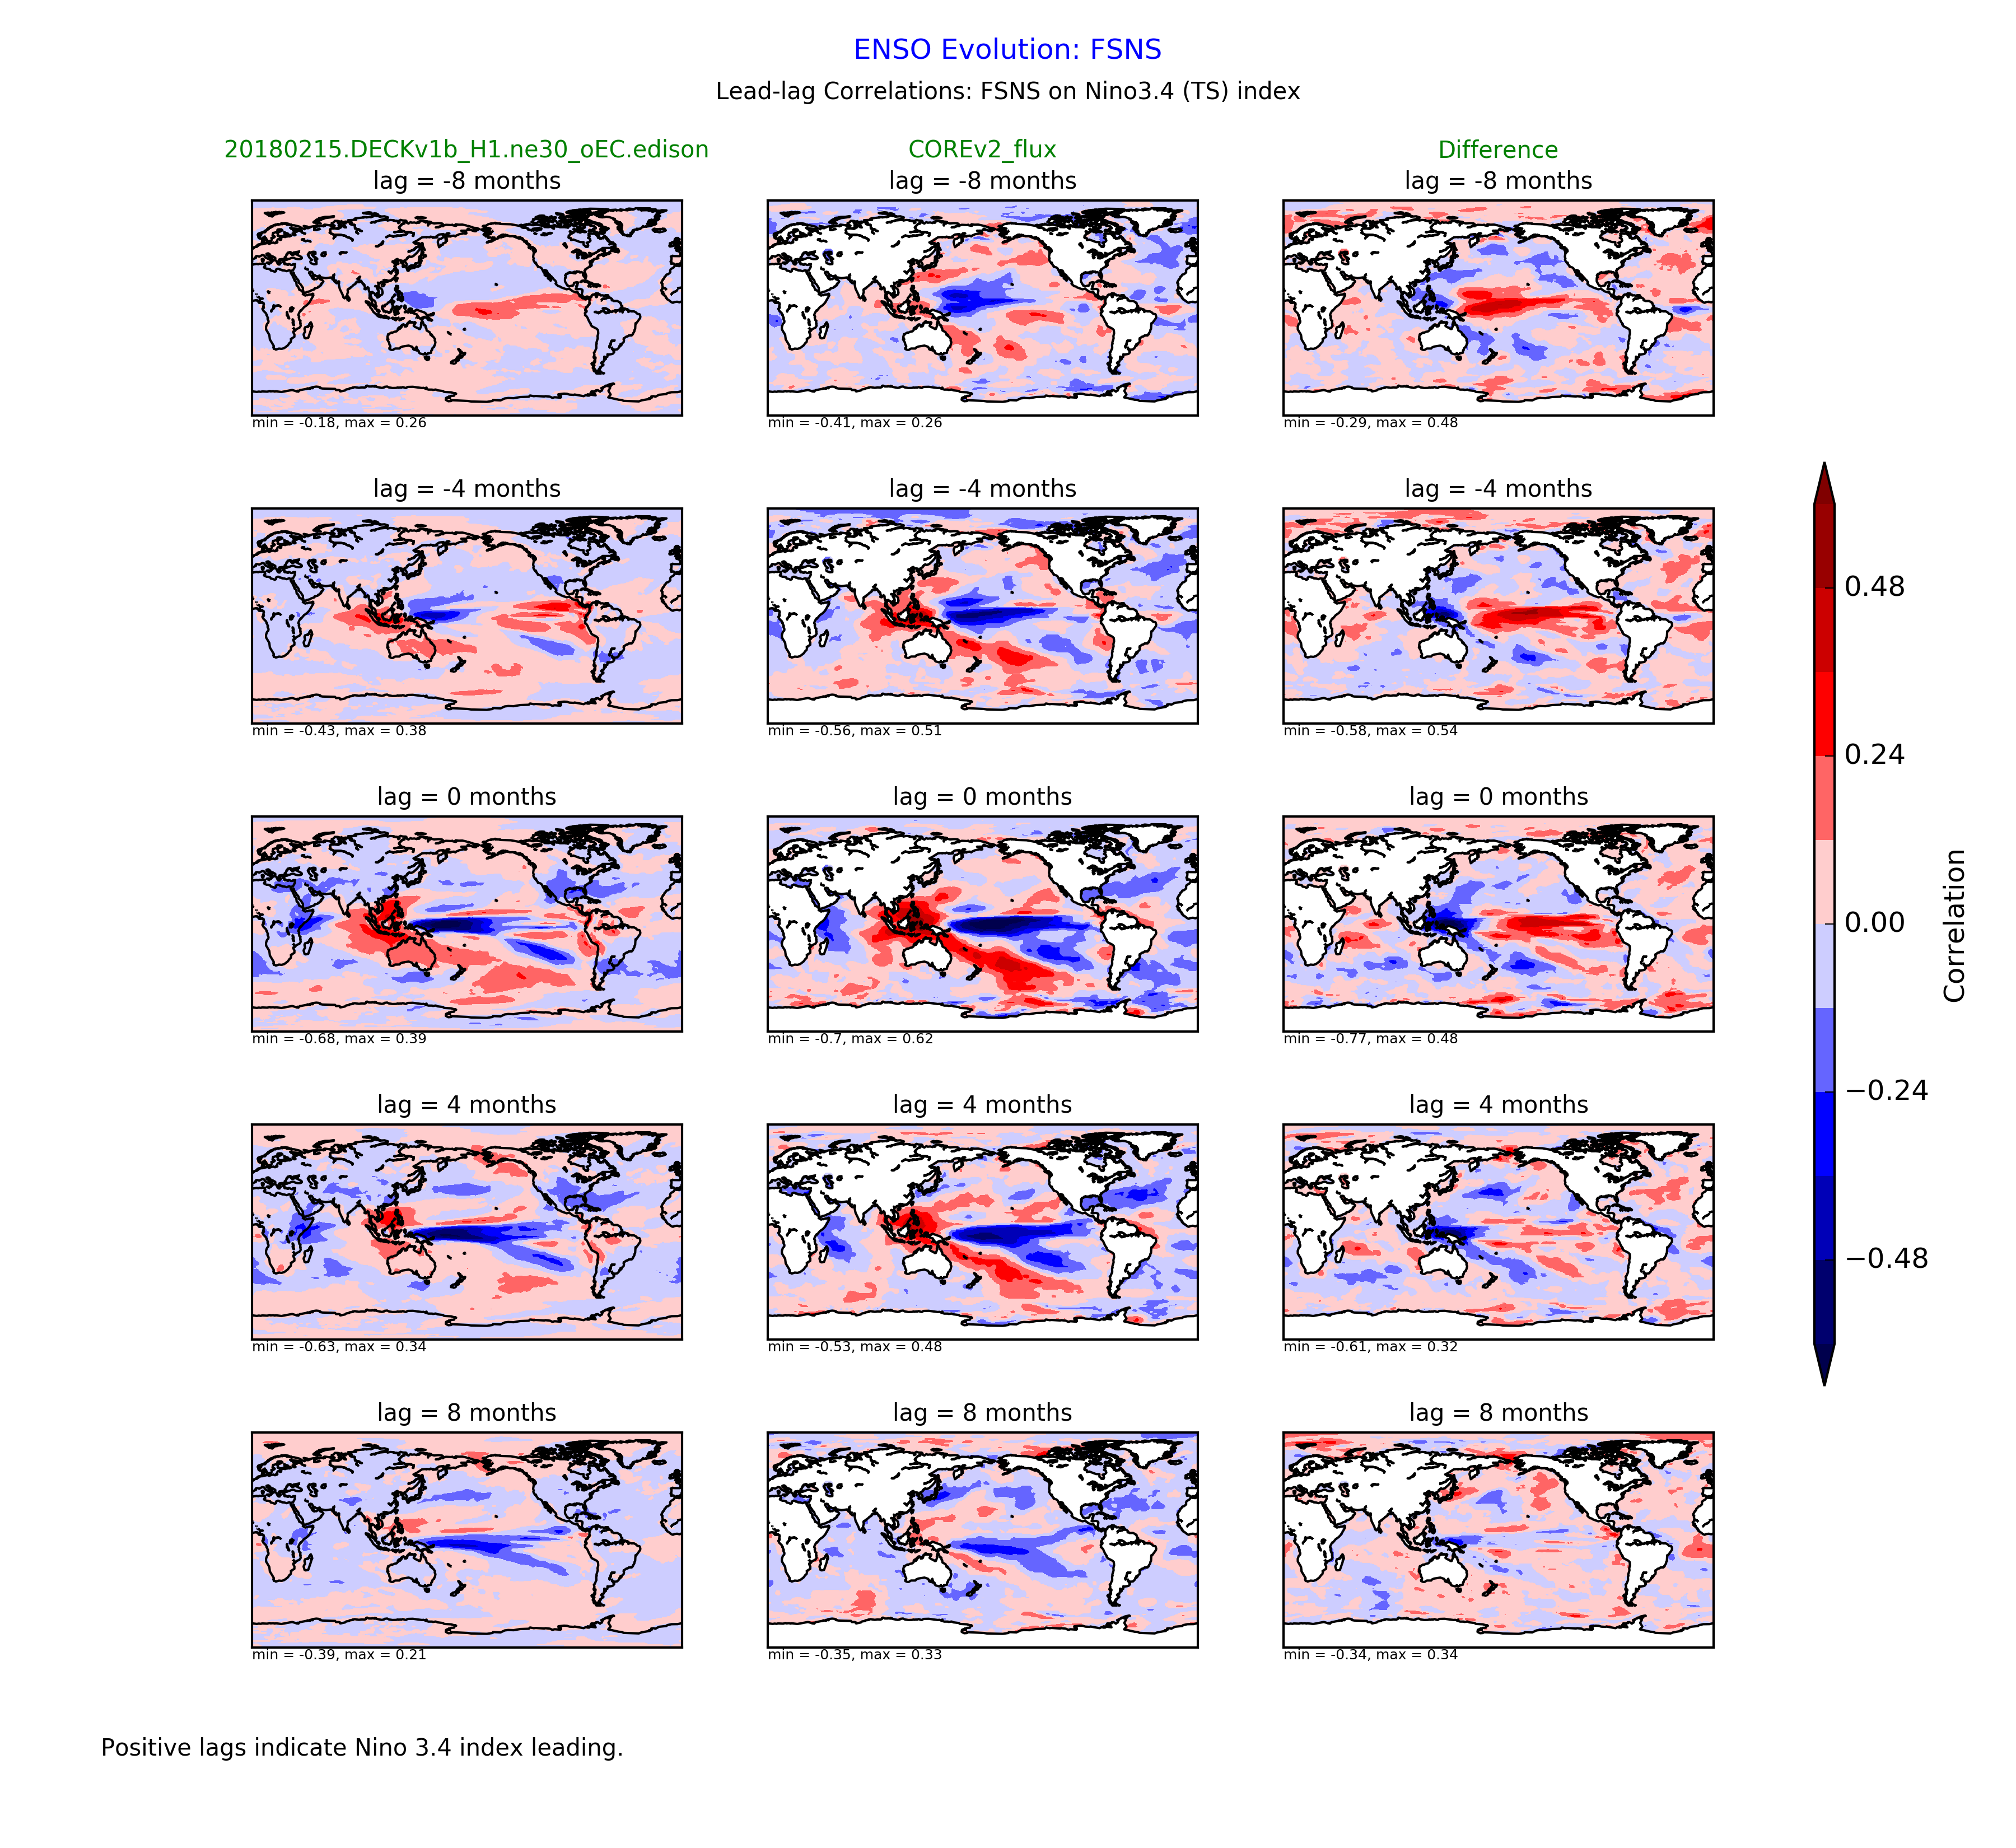 ENSO Evolution: FSNS
Lead-lag Correlations: FSNS on Nino3.4 (TS) index
20180215.DECKv1b_H1.ne30_oEC.edison COREv2_flux Difference
lag = -8 months lag = -8 months lag = -8 months
min = -0.18, max = 0.26 min = -0.41, max = 0.26 min = -0.29, max = 0.48
lag = -4 months lag = -4 months lag = -4 months
min = -0.43, max = 0.38 min = -0.56, max = 0.51 min = -0.58, max = 0.54
lag = 0 months lag = 0 months lag = 0 months
min = -0.68, max = 0.39 min = -0.7, max = 0.62 min = -0.77, max = 0.48
lag = 4 months lag = 4 months lag = 4 months
min = -0.63, max = 0.34 min = -0.53, max = 0.48 min = -0.61, max = 0.32
lag = 8 months lag = 8 months lag = 8 months
min = -0.39, max = 0.21 min = -0.35, max = 0.33 min = -0.34, max = 0.34
0.48
0.24
0.00
−0.24
−0.48
Correlation
Positive lags indicate Nino 3.4 index leading.